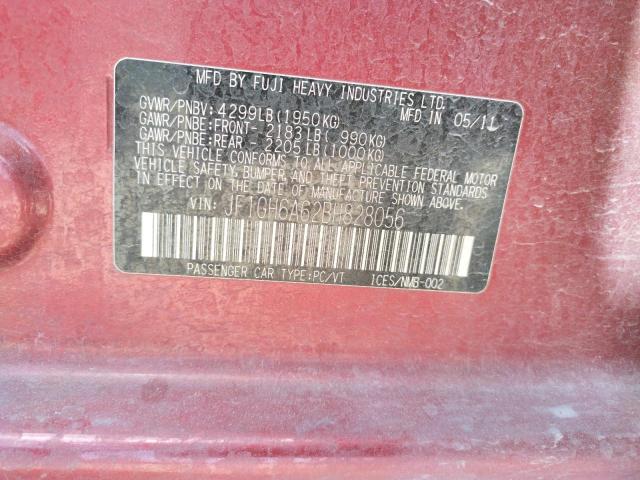 MFD BY FUJI HEAVY INDUSTRIES LTD.
GVWR/PNBV:4299LB(1950KG) MFD IN 05/11
GAWR/PNBE:FRONT- 2183LB( 990KG)
GAWR/PNBE:REAR - 2205LB(1000KG)
THIS VEHICLE CONFORMS TO ALL APPLICABLE FEDERAL MOTOR
VEHICLE SAFETY, BUMPER, AND THEFT PREVENTION STANDARDS
IN EFFECT ON THE DATE OF MANUFACTURE SHOWN ABOVE.
VIN: JF1GH6A62BH828056
PASSENGER CAR TYPE:PC/VT ICES/NMB-002